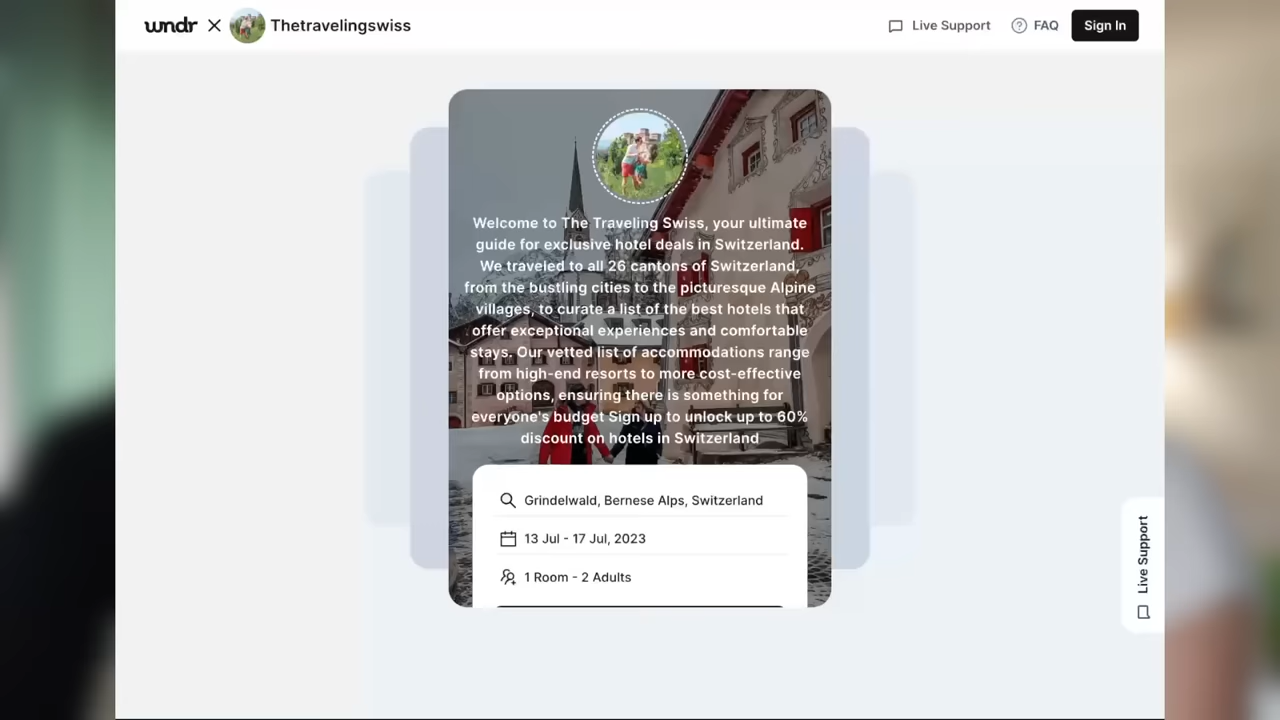 wndr X Thetravelingswiss
Live Support
FAQ
Sign In
Welcome to The Traveling Swiss, your ultimate
guide for exclusive hotel deals in Switzerland.
We traveled to all 26 cantons of Switzerland,
from the bustling cities to the picturesque Alpine
villages, to curate a list of the best hotels that
offer exceptional experiences and comfortable
stays. Our vetted list of accommodations range
from high-end resorts to more cost-effective
options, ensuring there is something for
everyone's budget Sign up to unlock up to 60%
discount on hotels in Switzerland
Grindelwald, Bernese Alps, Switzerland
13 Jul - 17 Jul, 2023
1 Room - 2 Adults
Live Support